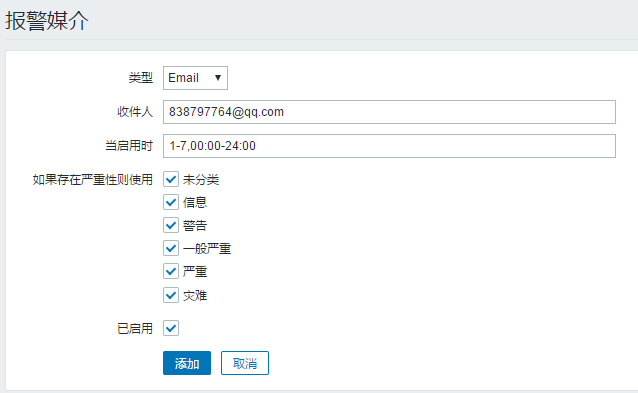 报警媒介
类型 Email ▼
收件人 838797764@qq.com
当启用时 1-7,00:00-24:00
如果存在严重性则使用 未分类
信息
警告
一般严重
严重
灾难
已启用
添加 取消